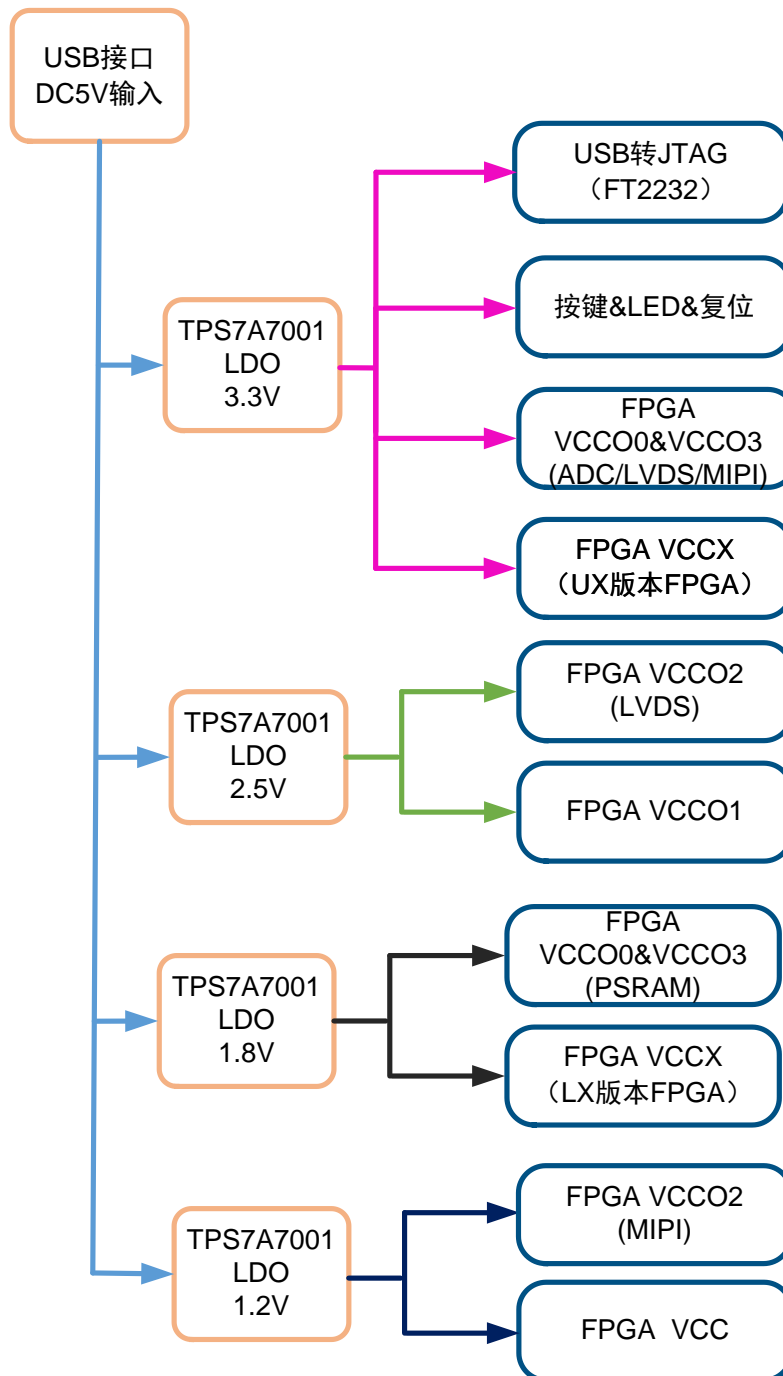 USB接口
DC5V输入
USB转JTAG
（FT2232）
按键&LED&复位
TPS7A7001
LDO
3.3V
FPGA
VCCO0&VCCO3
(ADC/LVDS/MIPI)
FPGA VCCX
（UX版本FPGA）
FPGA VCCO2
(LVDS)
TPS7A7001
LDO
2.5V
FPGA VCCO1
FPGA
VCCO0&VCCO3
(PSRAM)
TPS7A7001
LDO
1.8V
FPGA VCCX
（LX版本FPGA）
FPGA VCCO2
(MIPI)
TPS7A7001
LDO
1.2V
FPGA  VCC